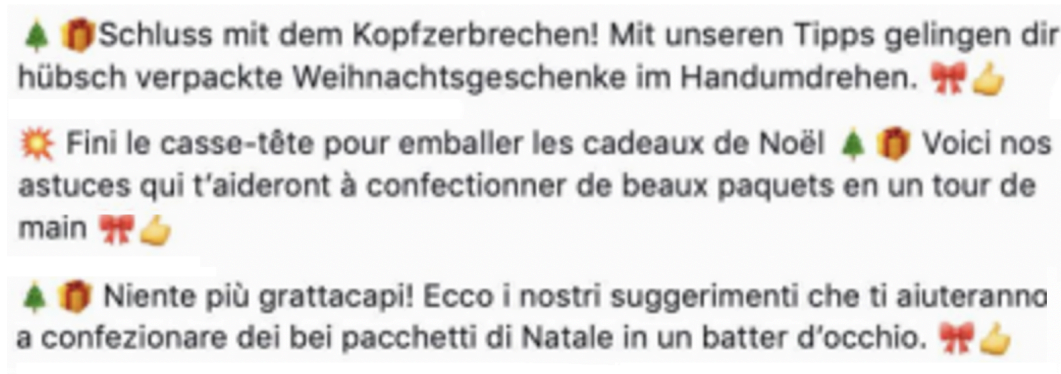 🎄 🎁Schluss mit dem Kopfzerbrechen! Mit unseren Tipps gelingen dir
hübsch verpackte Weihnachtsgeschenke im Handumdrehen. 🎀👍
💥 Fini le casse-tête pour emballer les cadeaux de Noël 🎄 🎁 Voici nos
astuces qui t’aideront à confectionner de beaux paquets en un tour de
main 🎀👍
🎄 🎁 Niente più grattacapi! Ecco i nostri suggerimenti che ti aiuteranno
a confezionare dei bei pacchetti di Natale in un batter d’occhio. 🎀👍